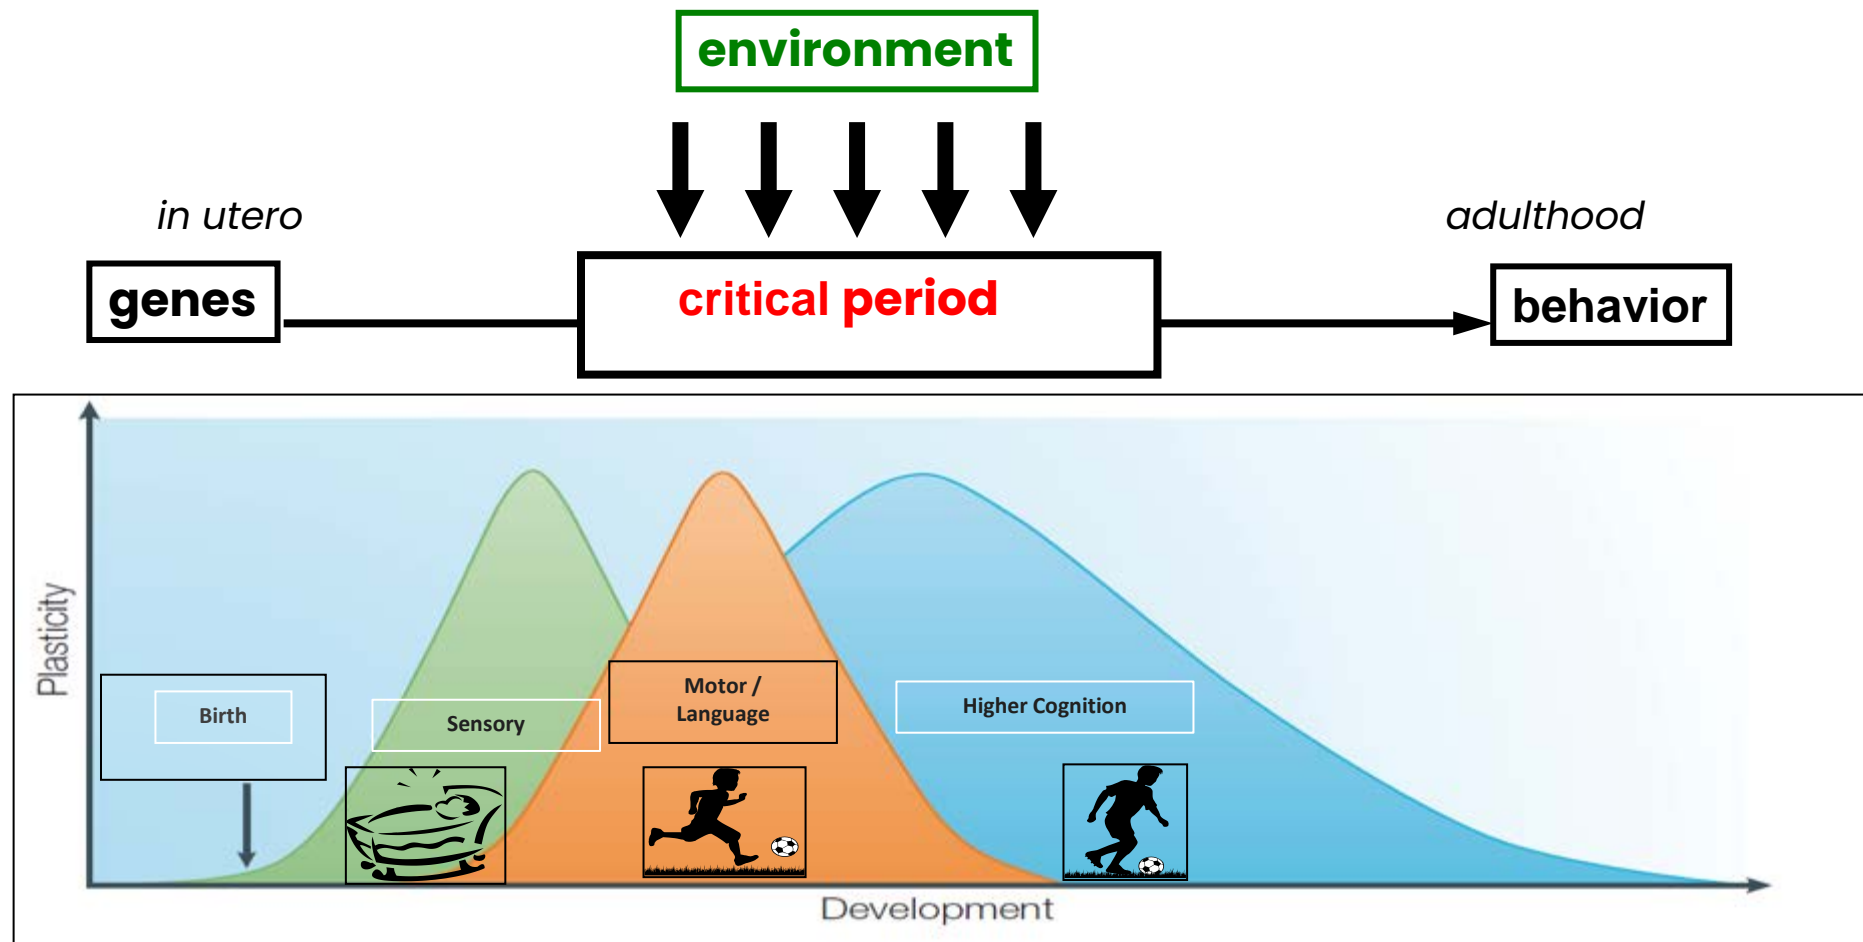 environment
in utero
adulthood
genes
critical period
behavior
Plasticity
Birth
Sensory
Motor /
Language
Higher Cognition
Development